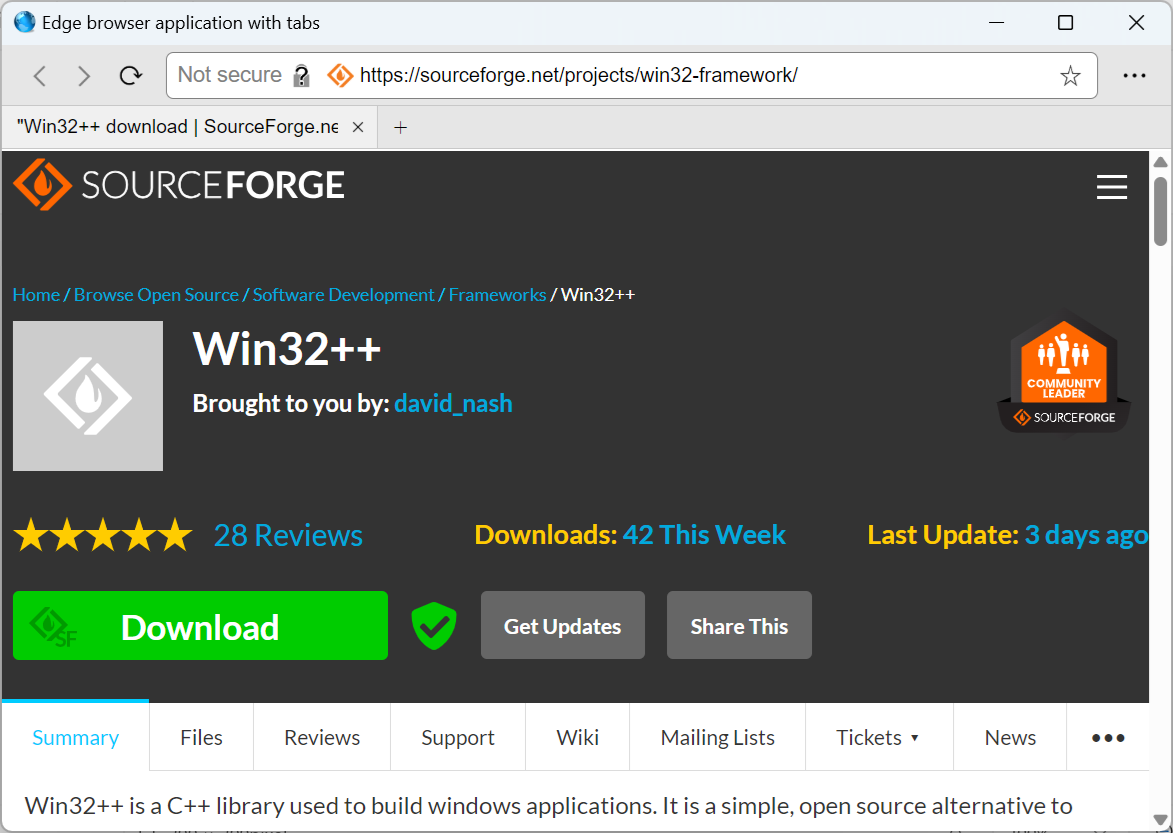 Edge browser application with tabs
Not secure https://sourceforge.net/projects/win32-framework/
"Win32++ download | SourceForge.ne
SOURCEFORGE
Home / Browse Open Source / Software Development / Frameworks / Win32++
Win32++
Brought to you by: david_nash
COMMUNITY
LEADER
SOURCEFORGE
28 Reviews Downloads: 42 This Week Last Update: 3 days ago
SF Download Get Updates Share This
Summary Files Reviews Support Wiki Mailing Lists Tickets News
Win32++ is a C++ library used to build windows applications. It is a simple, open source alternative to